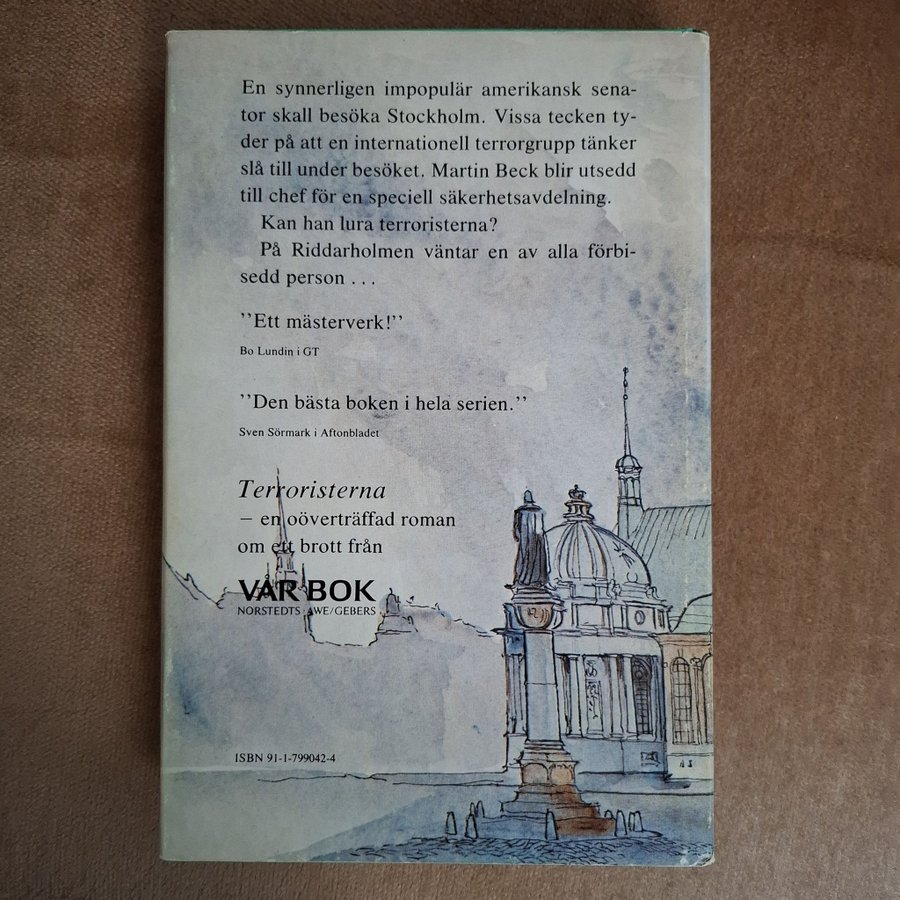 En synnerligen impopulär amerikansk sena-
tor skall besöka Stockholm. Vissa tecken ty-
der på att en internationell terrorgrupp tänker
slå till under besöket. Martin Beck blir utsedd
till chef för en speciell säkerhetsavdelning.
Kan han lura terroristerna?
På Riddarholmen väntar en av alla förbi-
sedd person . . .
''Ett mästerverk!''
Bo Lundin i GT
''Den bästa boken i hela serien.''
Sven Sörmark i Aftonbladet
Terroristerna
– en oöverträffad roman
om ett brott från
VÅR BOK
NORSTEDTS · AWE/GEBERS
ISBN 91-1-799042-4